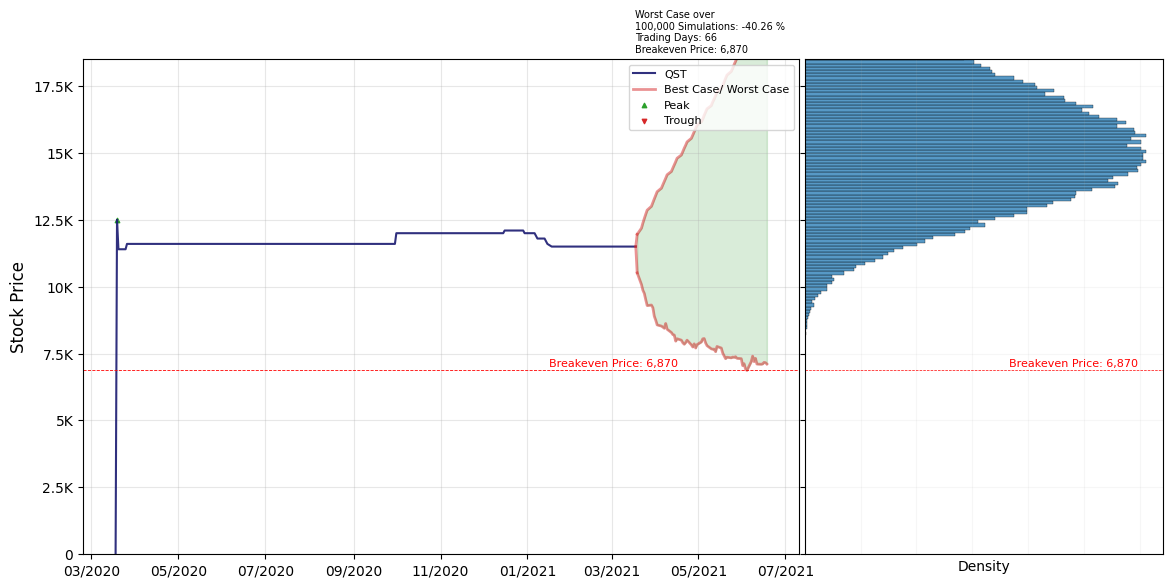 Worst Case over
100,000 Simulations: -40.26 %
Trading Days: 66
Breakeven Price: 6,870
QST
Best Case/ Worst Case
Peak
Trough
17.5K
15K
12.5K
10K
7.5K
5K
2.5K
0
Stock Price
Breakeven Price: 6,870
Breakeven Price: 6,870
03/2020
05/2020
07/2020
09/2020
11/2020
01/2021
03/2021
05/2021
07/2021
Density